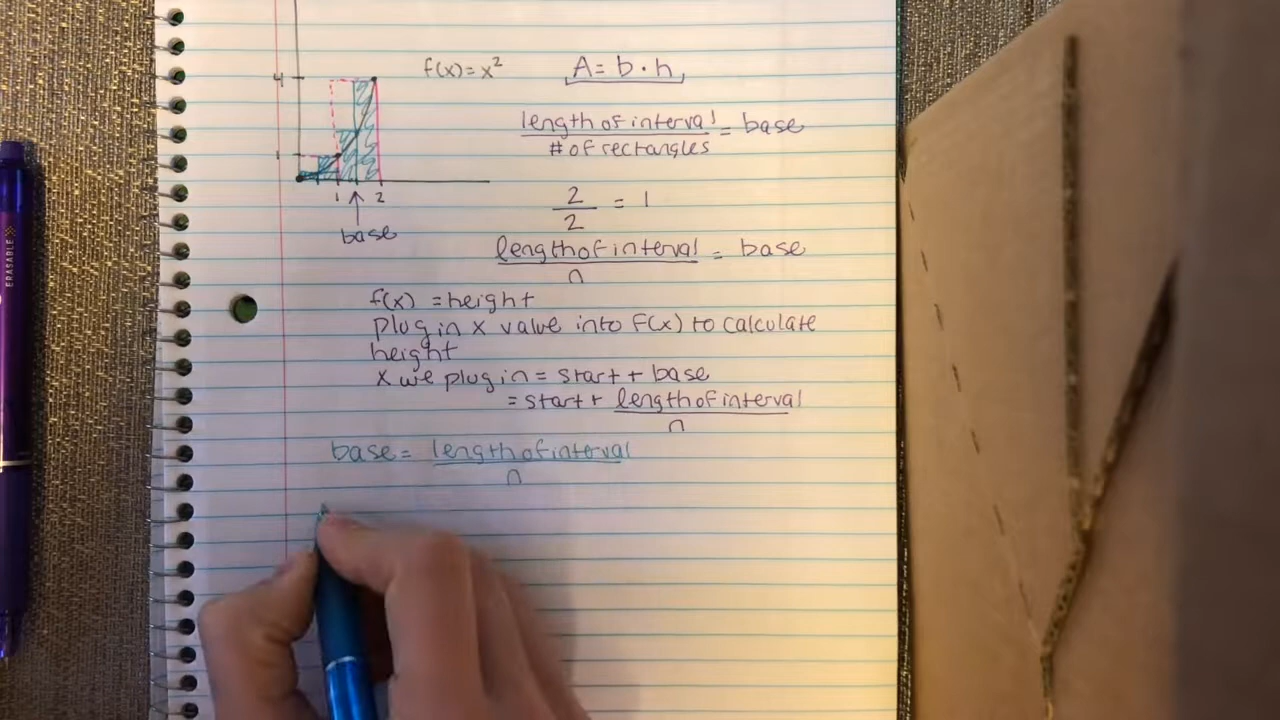 f(x)=x² A=b·h
4
length of interval = base
# of rectangles
1
1 2
2/2 = 1
base
length of interval = base
n
f(x) = height
plug in x value into f(x) to calculate
height
x we plug in = start + base
= start + length of interval
n
base = length of interval
n
ERASABLE